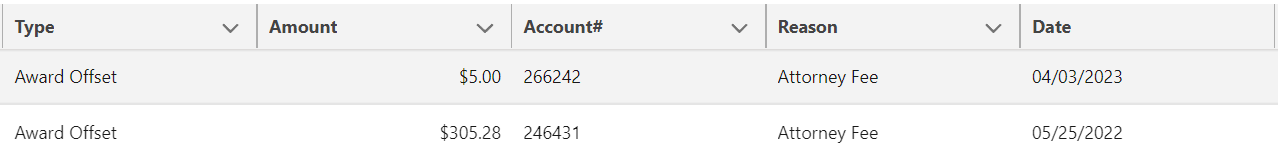 Type Amount Account# Reason Date
Award Offset $5.00 266242 Attorney Fee 04/03/2023
Award Offset $305.28 246431 Attorney Fee 05/25/2022